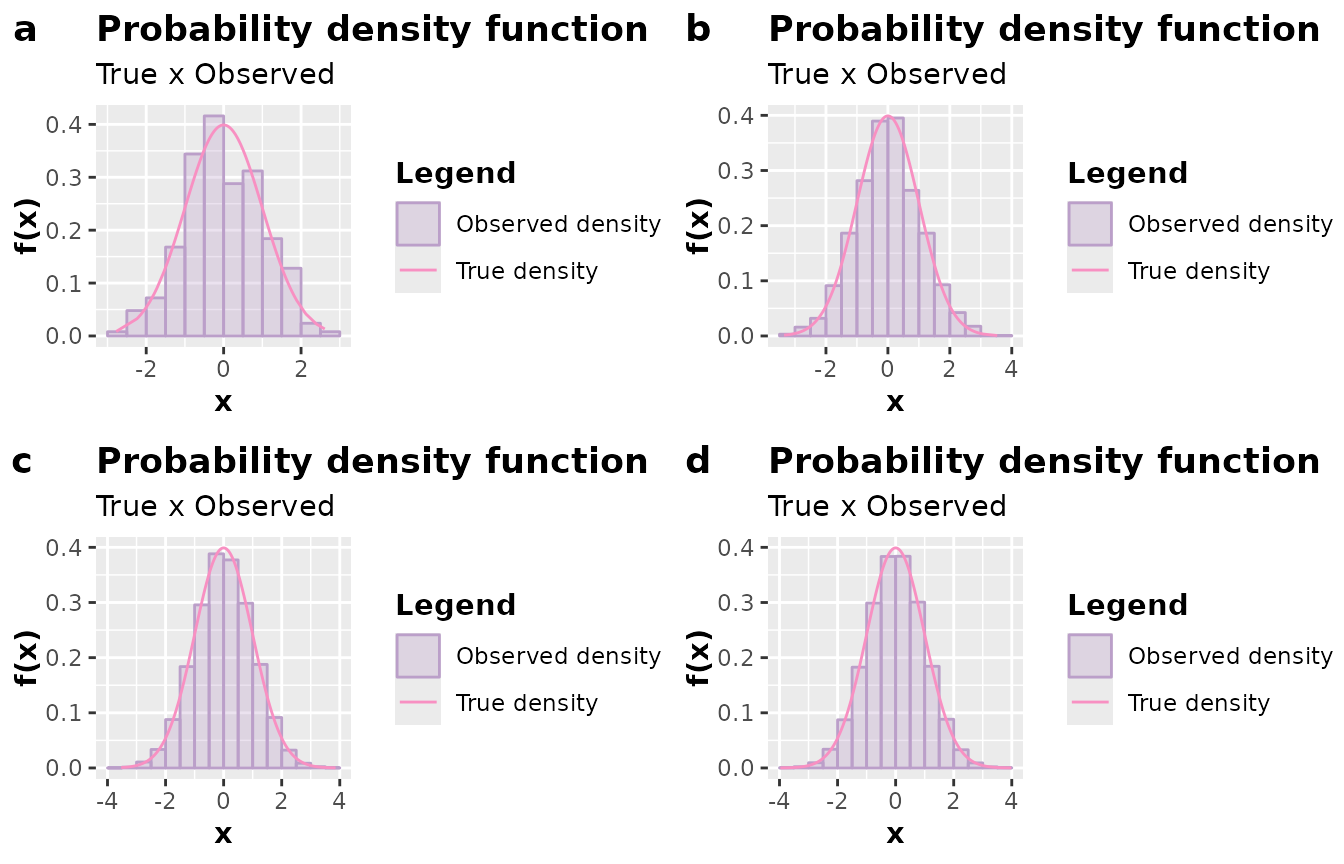 a Probability density function
True x Observed
f(x)
0.4
0.3
0.2
0.1
0.0
-2 0 2
x
Legend
Observed density
True density
b Probability density function
True x Observed
f(x)
0.4
0.3
0.2
0.1
0.0
-2 0 2 4
x
Legend
Observed density
True density
c Probability density function
True x Observed
f(x)
0.4
0.3
0.2
0.1
0.0
-4 -2 0 2 4
x
Legend
Observed density
True density
d Probability density function
True x Observed
f(x)
0.4
0.3
0.2
0.1
0.0
-4 -2 0 2 4
x
Legend
Observed density
True density